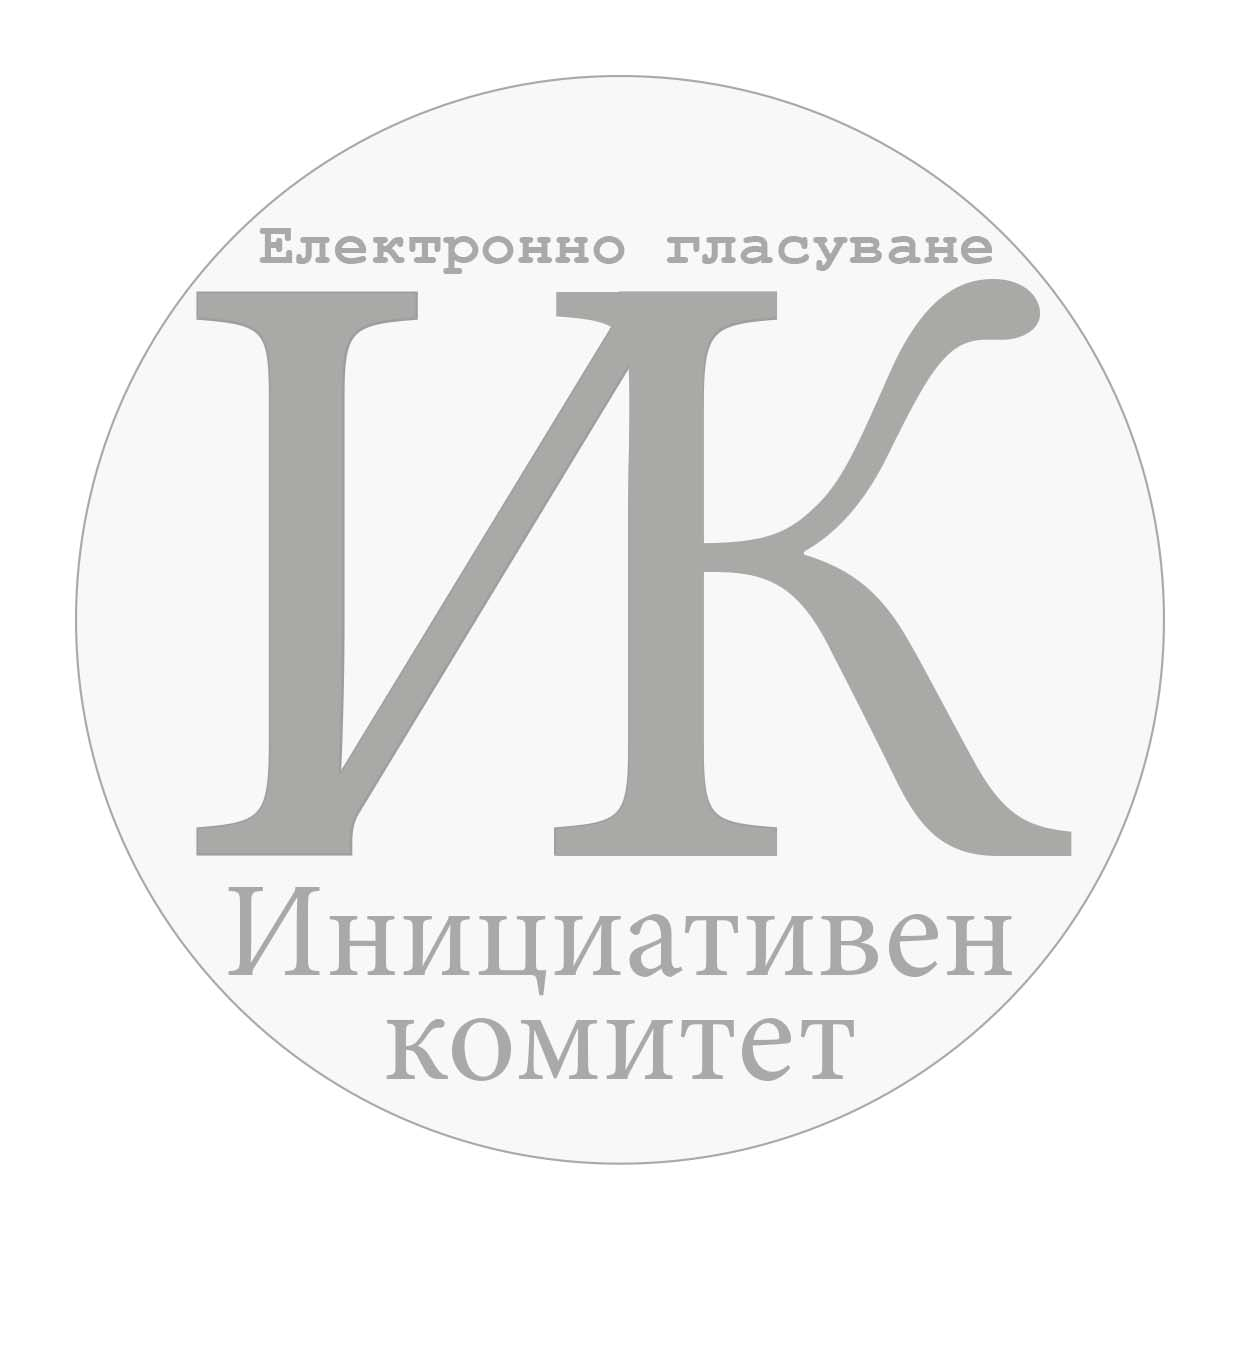 Електронно гласуване
ИК
Инициативен
комитет